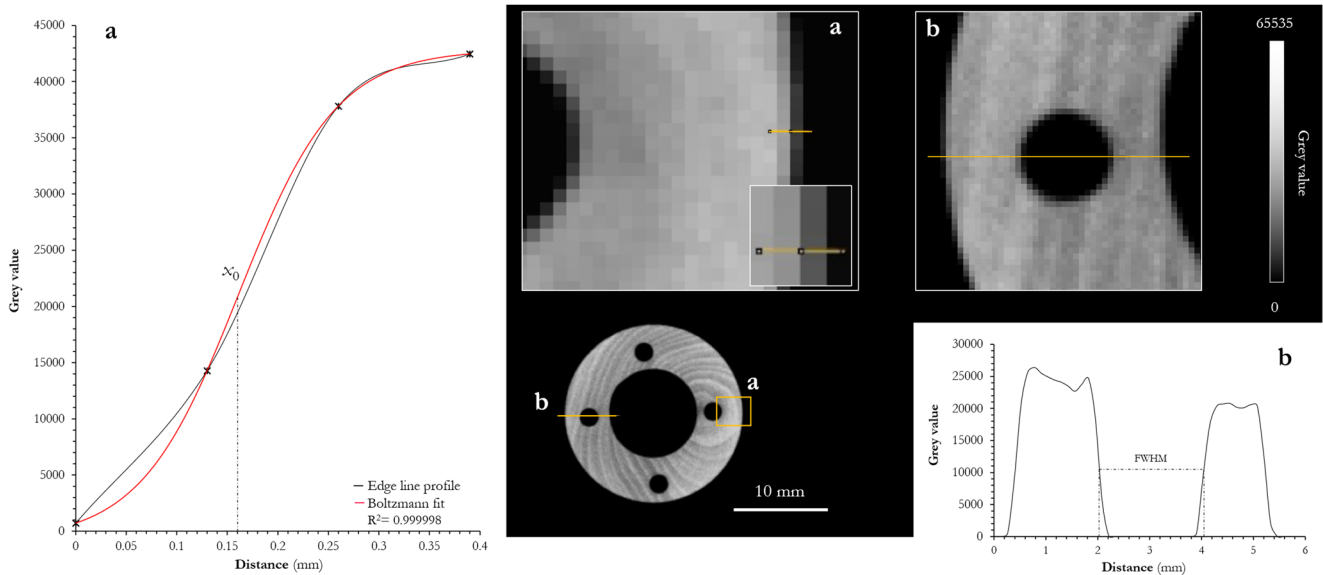 a
50000
45000
40000
35000
30000
25000
20000
15000
10000
5000
0
Grey value
x0
Edge line profile
Boltzmann fit
R2= 0.999998
0 0.05 0.1 0.15 0.2 0.25 0.3 0.35 0.4
Distance (mm)
a
b
65535
Grey value
0
b
a
10 mm
b
30000
25000
20000
15000
10000
5000
0
Grey value
FWHM
0 1 2 3 4 5 6
Distance (mm)